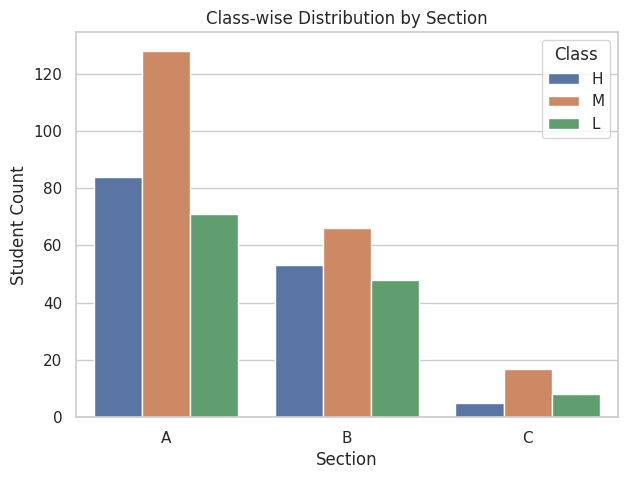 Class-wise Distribution by Section
Class
H
M
L
Student Count
120
100
80
60
40
20
0
A B C
Section